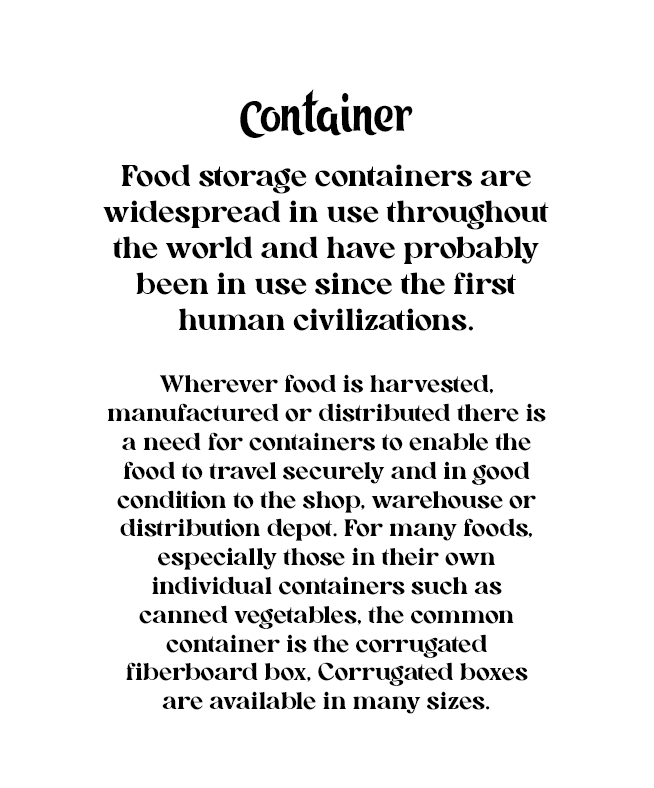 Container
Food storage containers are
widespread in use throughout
the world and have probably
been in use since the first
human civilizations.
Wherever food is harvested,
manufactured or distributed there is
a need for containers to enable the
food to travel securely and in good
condition to the shop, warehouse or
distribution depot. For many foods,
especially those in their own
individual containers such as
canned vegetables, the common
container is the corrugated
fiberboard box, Corrugated boxes
are available in many sizes.